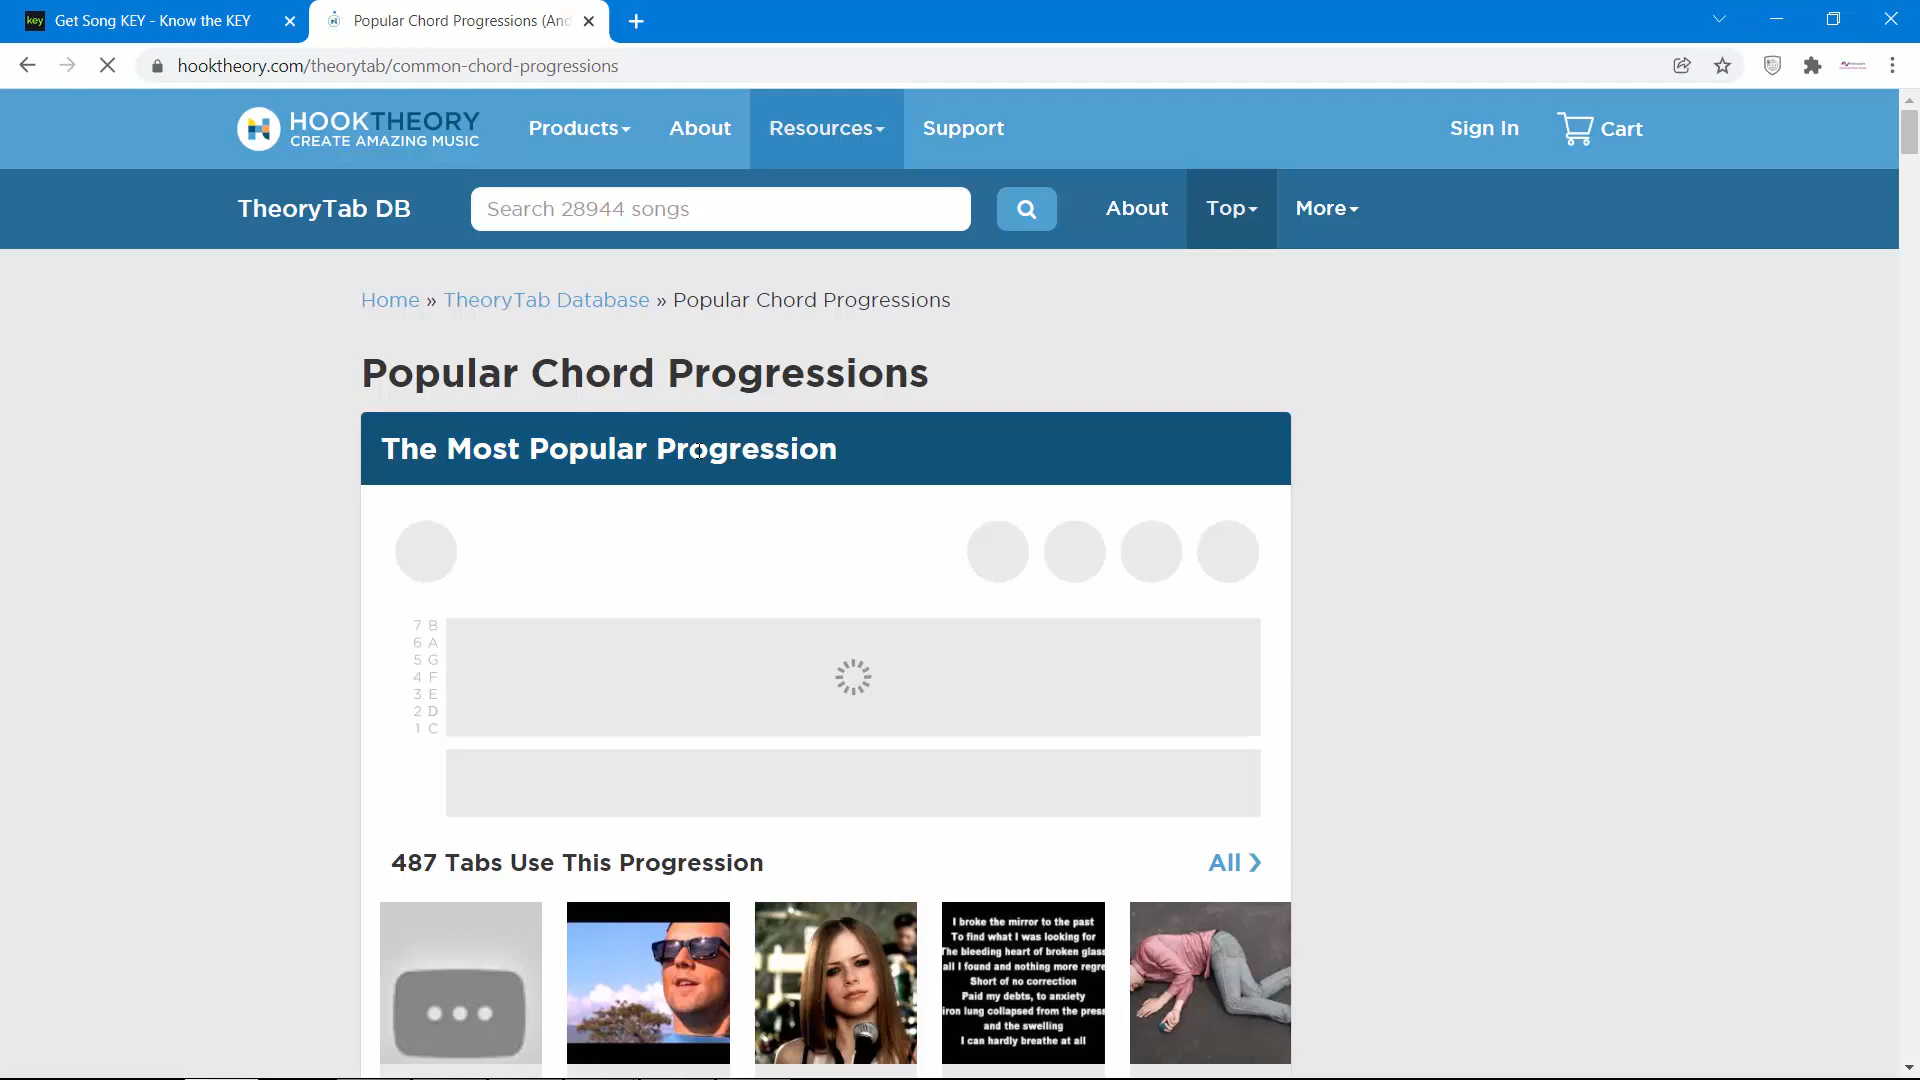 key Get Song KEY - Know the KEY
Popular Chord Progressions (And
hooktheory.com/theorytab/common-chord-progressions
HOOKTHEORY
CREATE AMAZING MUSIC
Products
About
Resources
Support
Sign In
Cart
TheoryTab DB
Search 28944 songs
About
Top
More
Home » TheoryTab Database » Popular Chord Progressions
Popular Chord Progressions
The Most Popular Progression
7 B
6 A
5 G
4 F
3 E
2 D
1 C
487 Tabs Use This Progression
All
I broke the mirror to the past
To find what I was looking for
The bleeding heart of broken glass
all I found and nothing more regre
Short of no correction
Paid my debts, to anxiety
iron lung collapsed from the press
and the swelling
I can hardly breathe at all